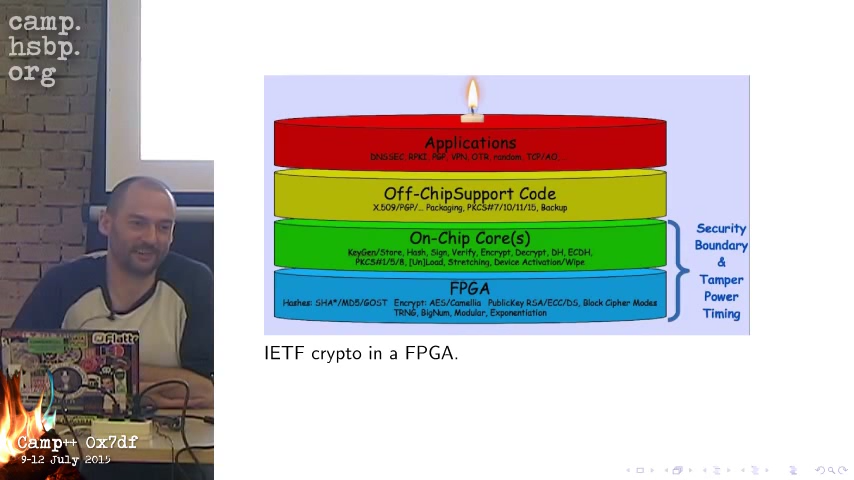 camp.
hsbp.
org
Applications
DNSSEC, RPKI, PGP, VPN, OTR, random, TCP/AO,...
Off-ChipSupport Code
X.509/PGP/... Packaging, PKCS#7/10/11/15, Backup
On-Chip Core(s)
KeyGen/Store, Hash, Sign, Verify, Encrypt, Decrypt, DH, ECDH,
PKCS#1/5/8, [Un]Load, Stretching, Device Activation/Wipe
FPGA
Hashes: SHA*/MD5/GOST Encrypt: AES/Camellia PublicKey RSA/ECC/DS, Block Cipher Modes
TRNG, BigNum, Modular, Exponentiation
Security
Boundary
&
Tamper
Power
Timing
IETF crypto in a FPGA.
@Flattr
Camp++ 0x7df
9-12 July 2015